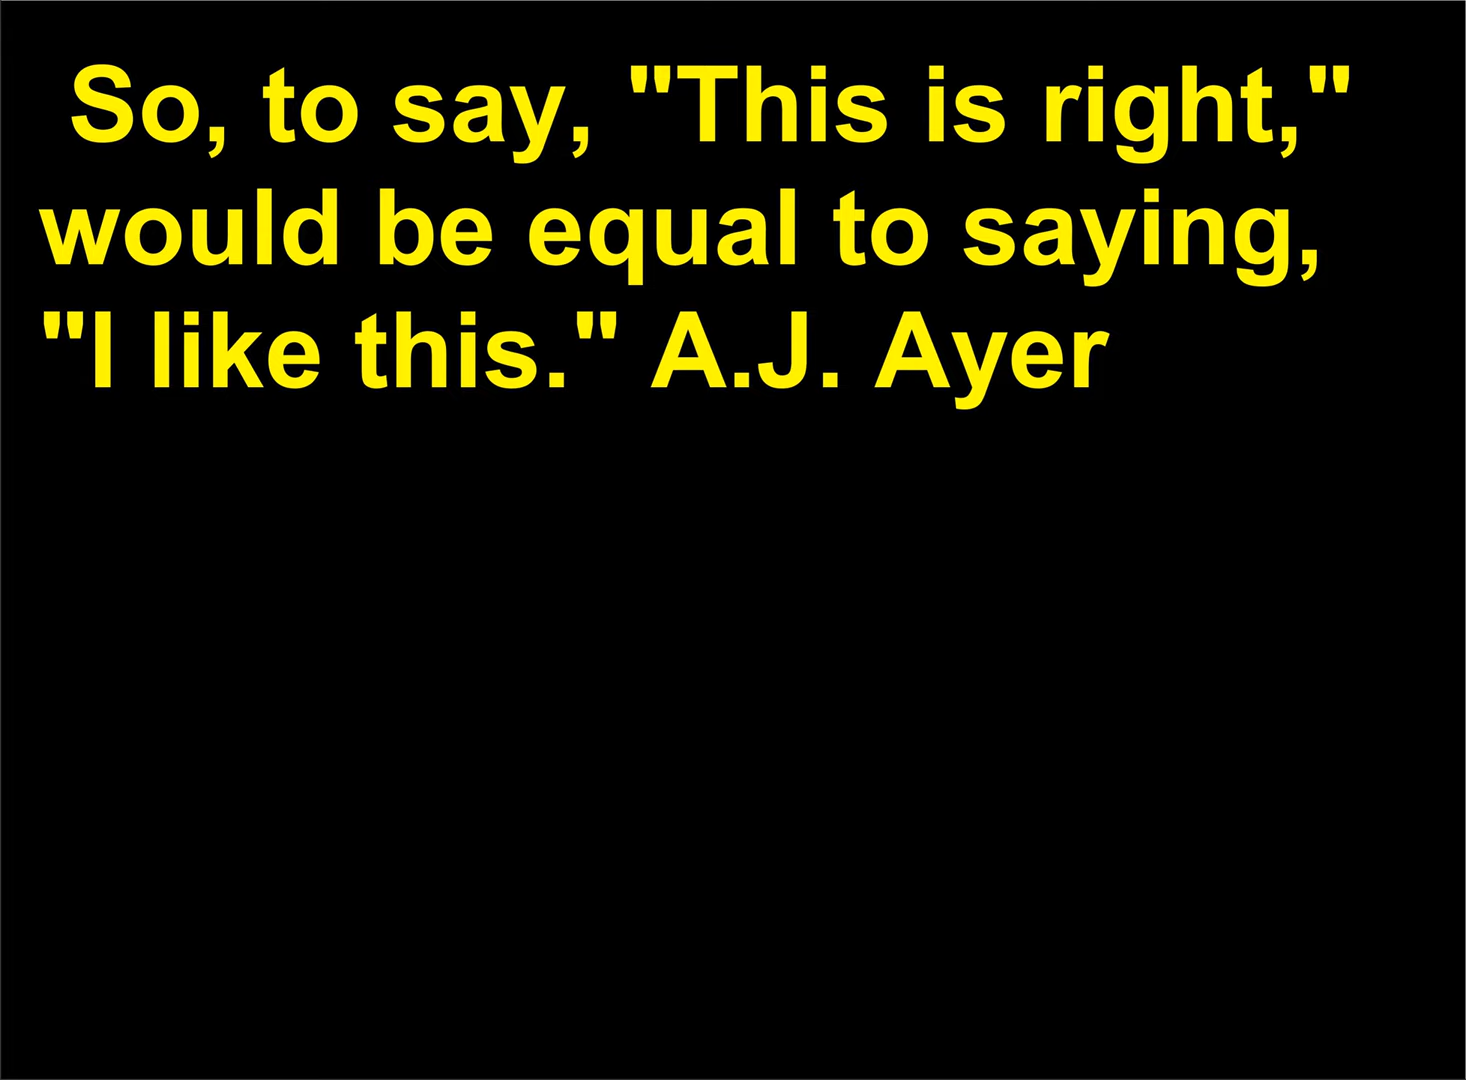 So, to say, "This is right,"
would be equal to saying,
"I like this." A.J. Ayer